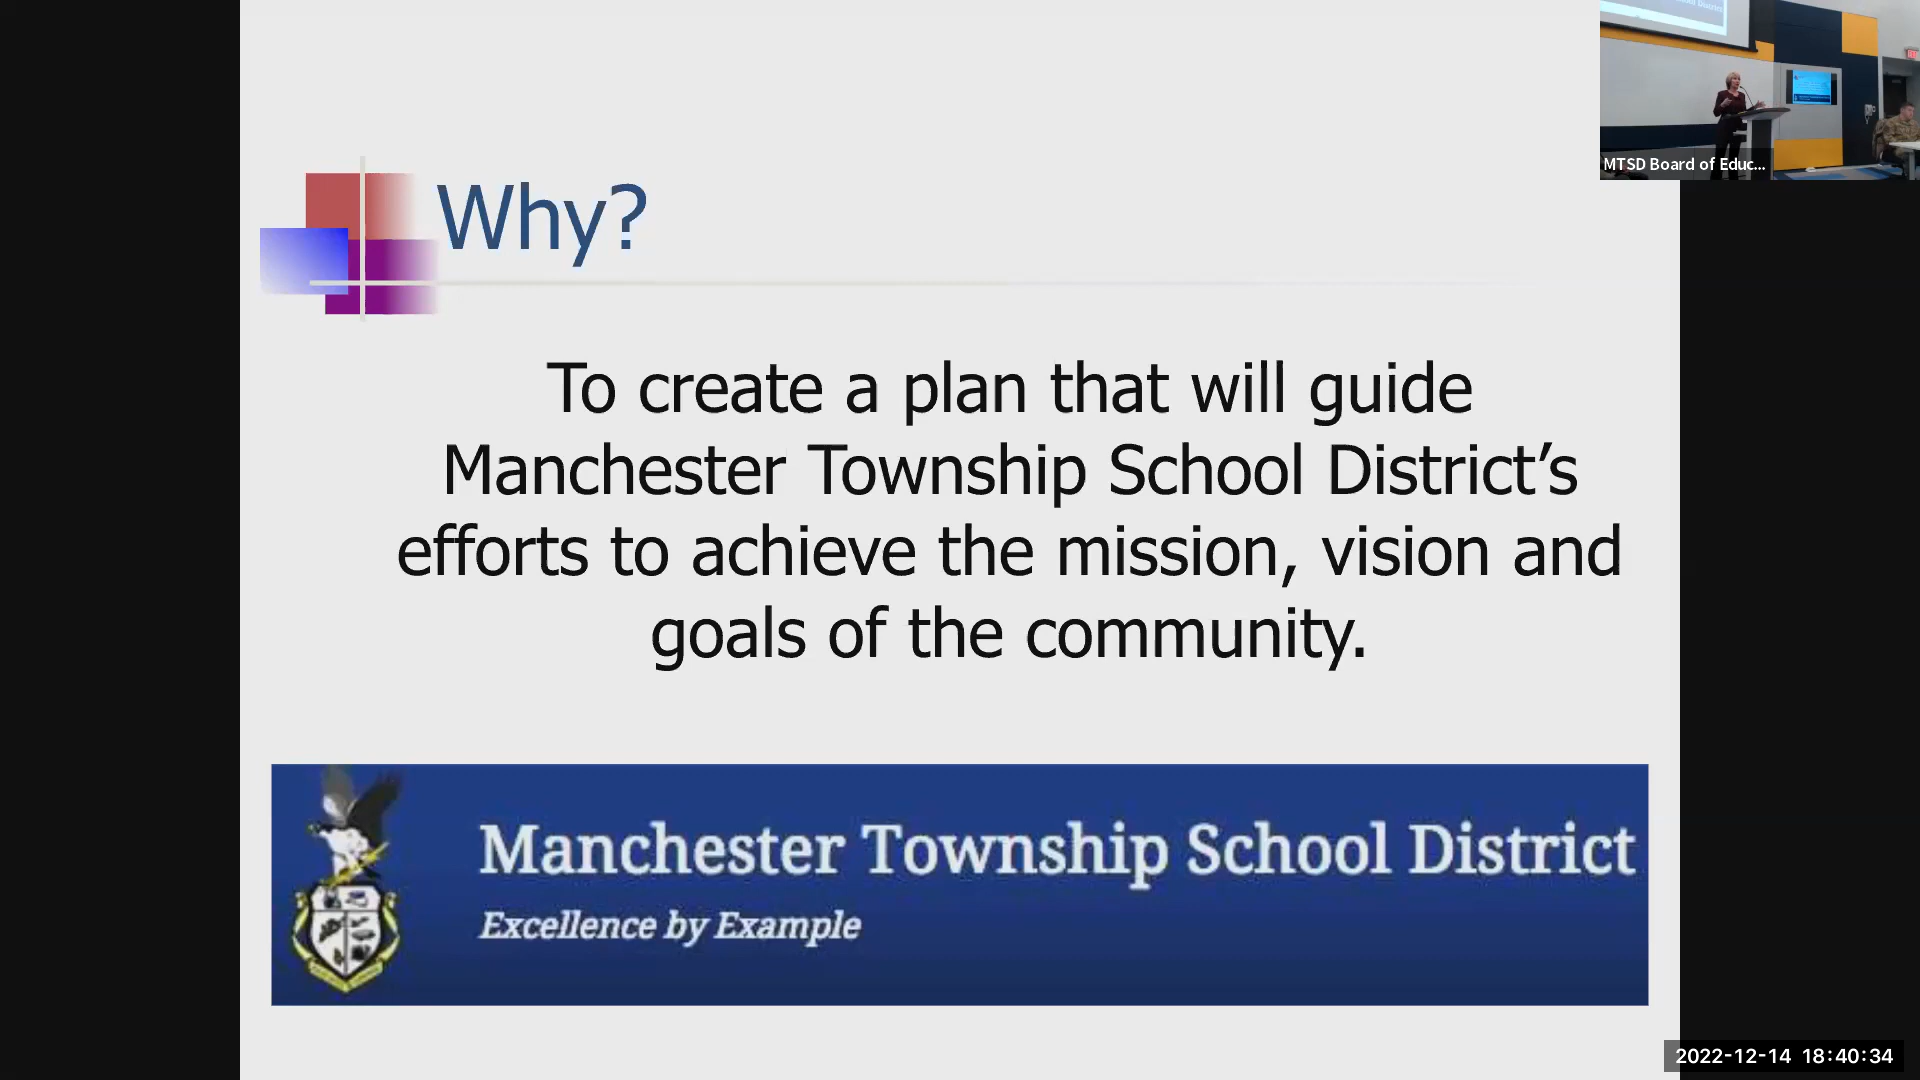 Why?
To create a plan that will guide
Manchester Township School District’s
efforts to achieve the mission, vision and
goals of the community.
Manchester Township School District
Excellence by Example
MTSD Board of Educ...
2022-12-14 18:40:34